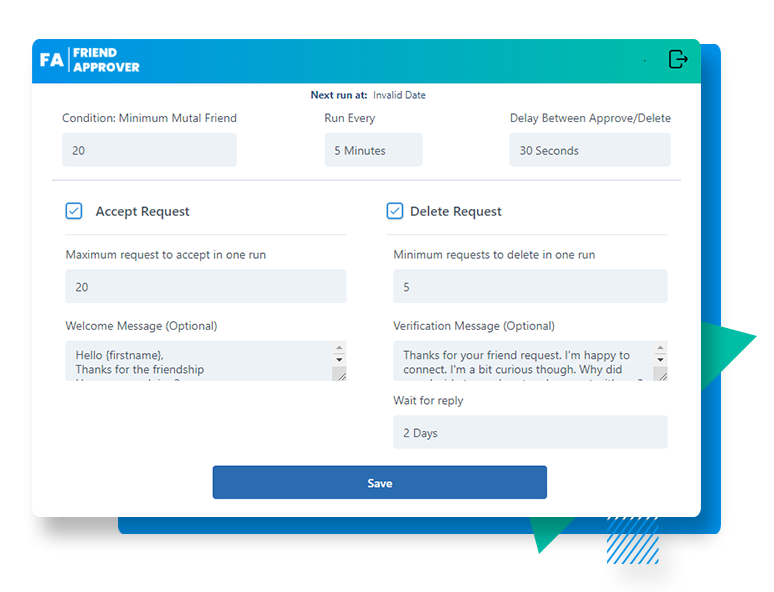 FA FRIEND
APPROVER
Next run at: Invalid Date
Condition: Minimum Mutal Friend
Run Every
Delay Between Approve/Delete
20
5 Minutes
30 Seconds
Accept Request
Delete Request
Maximum request to accept in one run
Minimum requests to delete in one run
20
5
Welcome Message (Optional)
Verification Message (Optional)
Hello {firstname},
Thanks for the friendship
Thanks for your friend request. I'm happy to
connect. I'm a bit curious though. Why did
Wait for reply
2 Days
Save